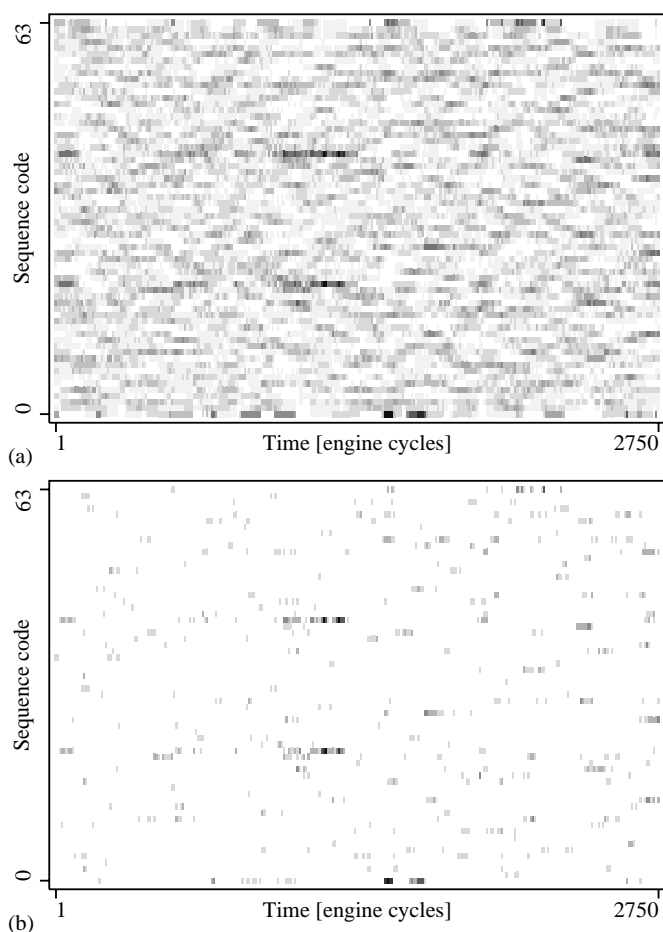 63
Sequence code
0
1
Time [engine cycles]
2750
(a)
63
Sequence code
0
1
Time [engine cycles]
2750
(b)